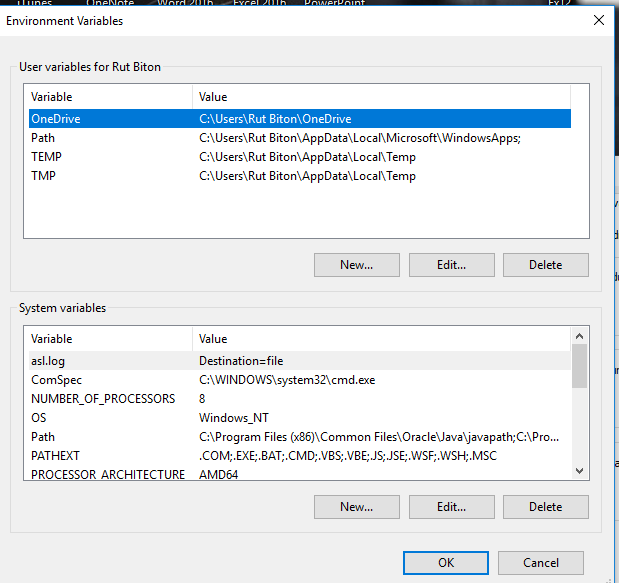 iTunes OneNote Word 2016 Excel 2016 PowerPoint Ex12
Environment Variables
User variables for Rut Biton
Variable Value
OneDrive C:\Users\Rut Biton\OneDrive
Path C:\Users\Rut Biton\AppData\Local\Microsoft\WindowsApps;
TEMP C:\Users\Rut Biton\AppData\Local\Temp
TMP C:\Users\Rut Biton\AppData\Local\Temp
New... Edit... Delete
System variables
Variable Value
asl.log Destination=file
ComSpec C:\WINDOWS\system32\cmd.exe
NUMBER_OF_PROCESSORS 8
OS Windows_NT
Path C:\Program Files (x86)\Common Files\Oracle\Java\javapath;C:\Pro...
PATHEXT .COM;.EXE;.BAT;.CMD;.VBS;.VBE;.JS;.JSE;.WSF;.WSH;.MSC
PROCESSOR_ARCHITECTURE AMD64
New... Edit... Delete
OK Cancel